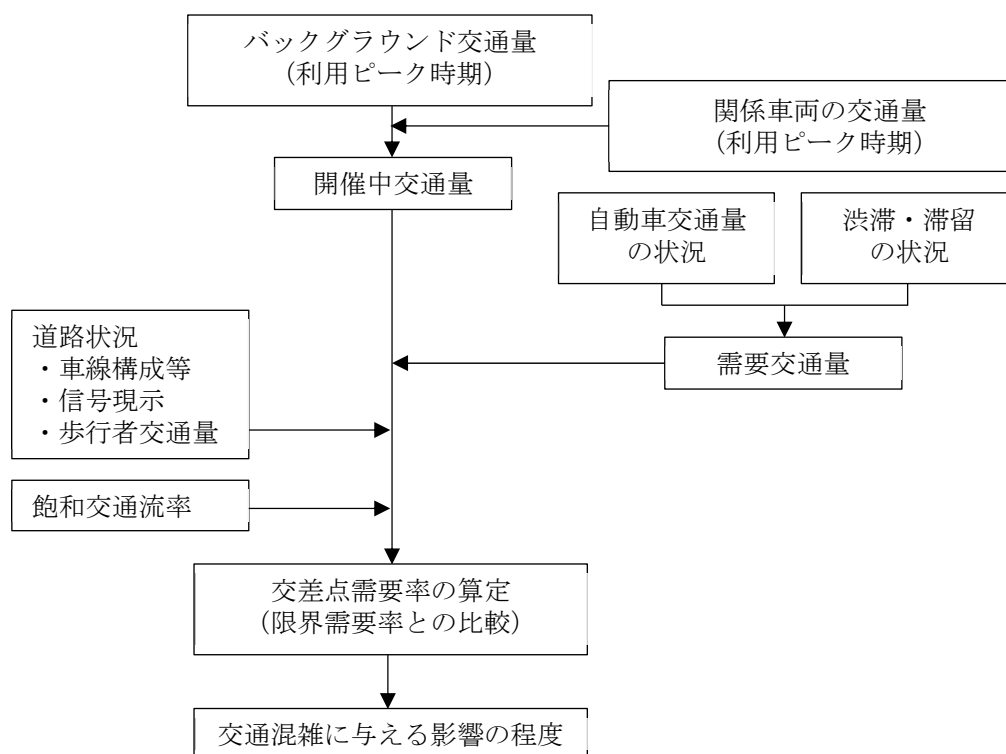 バックグラウンド交通量
（利用ピーク時期）
関係車両の交通量
（利用ピーク時期）
開催中交通量
自動車交通量
の状況
渋滞・滞留
の状況
道路状況
・車線構成等
・信号現示
・歩行者交通量
需要交通量
飽和交通流率
交差点需要率の算定
（限界需要率との比較）
交通混雑に与える影響の程度